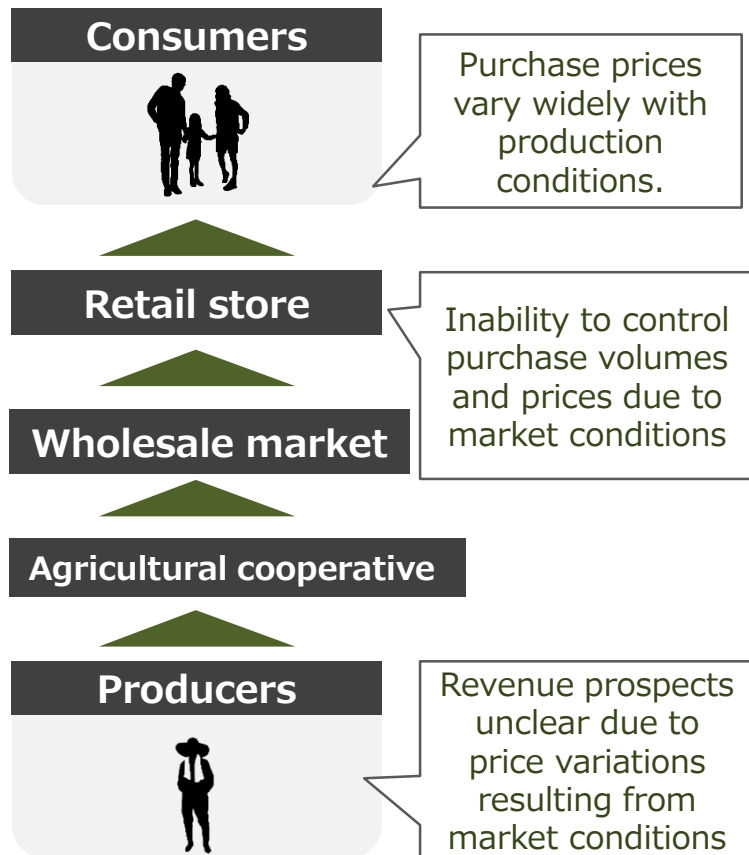 Consumers
Purchase prices
vary widely with
production
conditions.
Retail store
Inability to control
purchase volumes
and prices due to
market conditions
Wholesale market
Agricultural cooperative
Producers
Revenue prospects
unclear due to
price variations
resulting from
market conditions